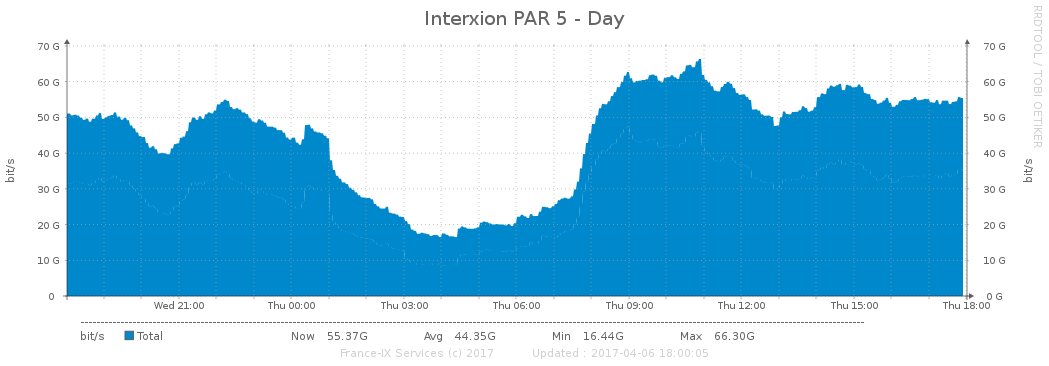 Interxion PAR 5 - Day
RRDTOOL / TOBI OETIKER
70 G 70 G
60 G 60 G
50 G 50 G
40 G 40 G
30 G 30 G
20 G 20 G
10 G 10 G
0 0 G
bit/s bit/s
Wed 21:00 Thu 00:00 Thu 03:00 Thu 06:00 Thu 09:00 Thu 12:00 Thu 15:00 Thu 18:00
bit/s Total Now 55.37G Avg 44.35G Min 16.44G Max 66.30G
France-IX Services (c) 2017 Updated : 2017-04-06 18:00:05